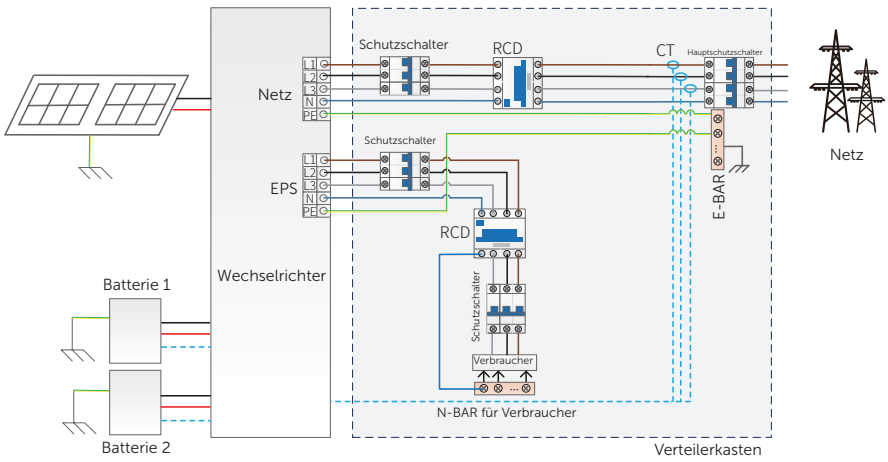 Schutzschalter
RCD
CT
Hauptschutzschalter
Netz
L1
L2
L3
N
PE
Netz
Schutzschalter
EPS
L1
L2
L3
N
PE
E-BAR
RCD
Wechselrichter
Schutzschalter
Batterie 1
Verbraucher
N-BAR für Verbraucher
Batterie 2
Verteilerkasten